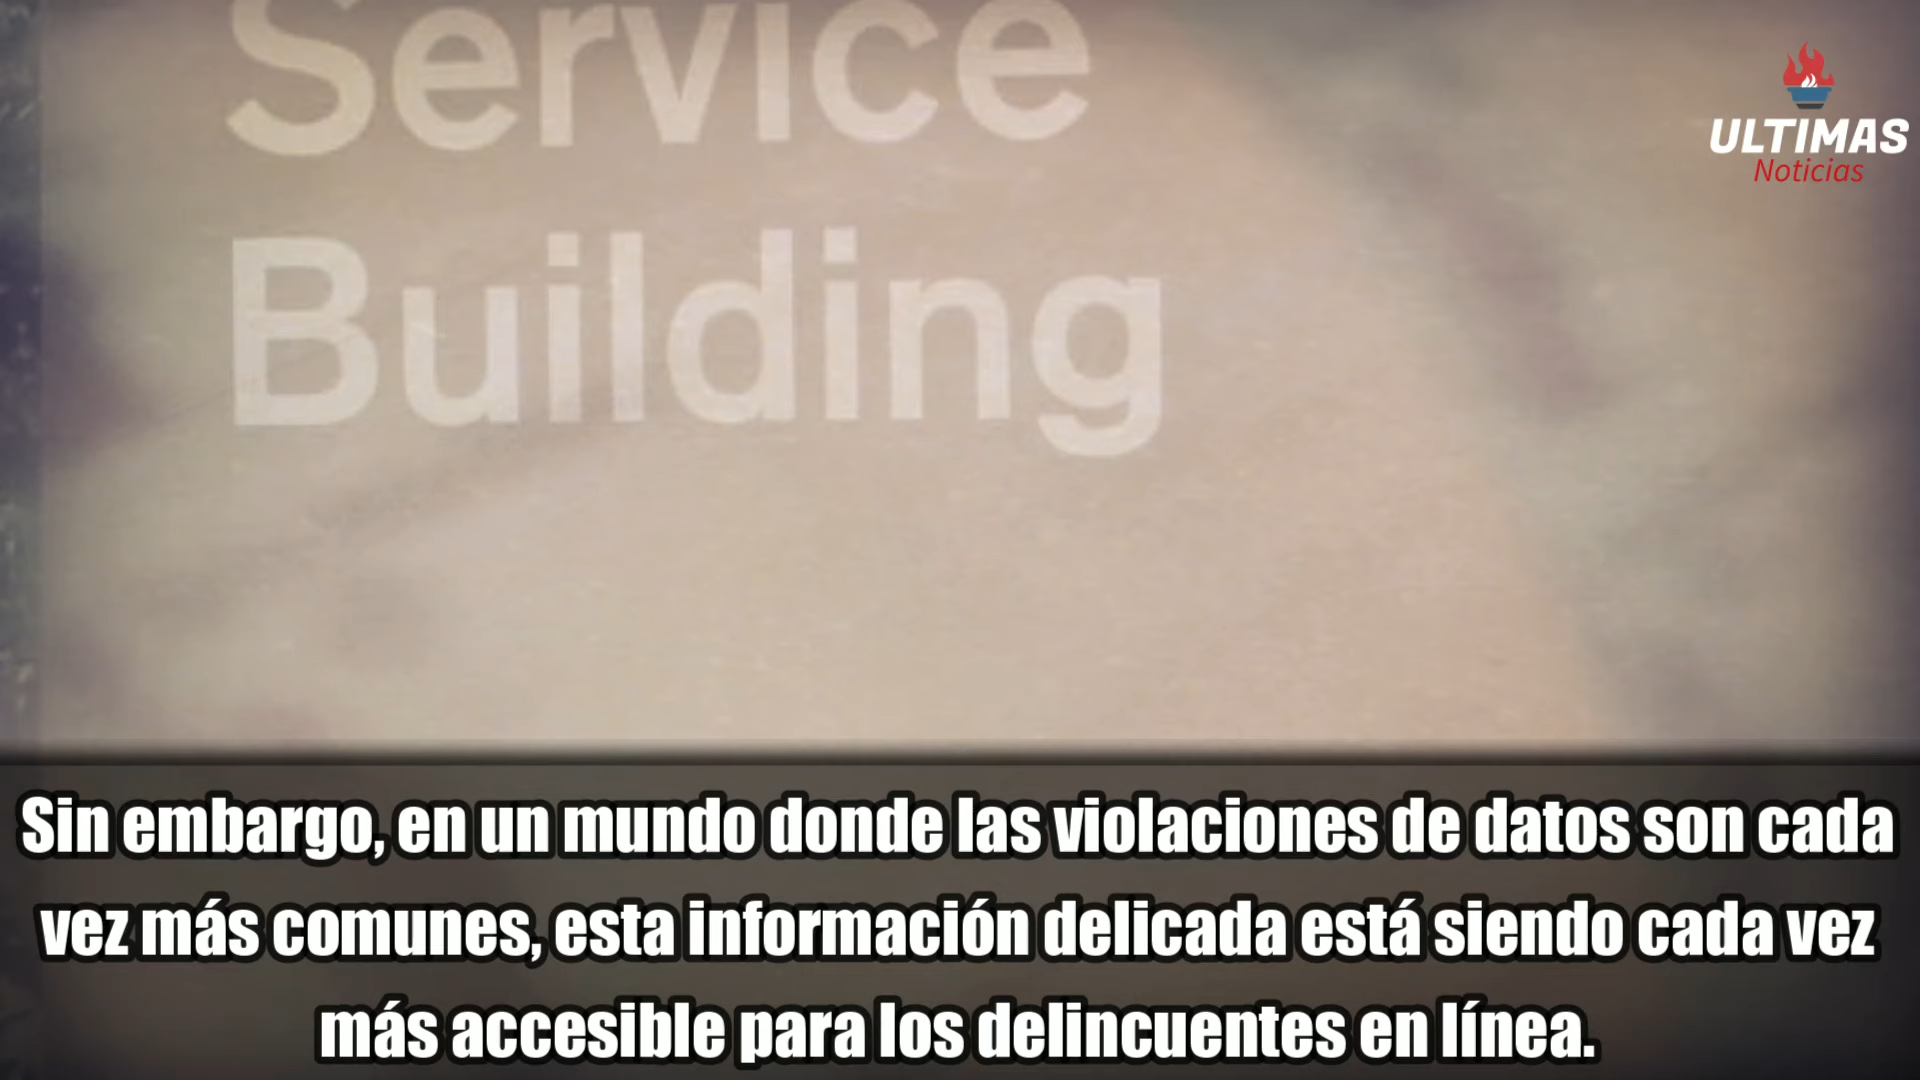 Service
Building
ULTIMAS
Noticias
Sin embargo, en un mundo donde las violaciones de datos son cada
vez más comunes, esta información delicada está siendo cada vez
más accesible para los delincuentes en línea.